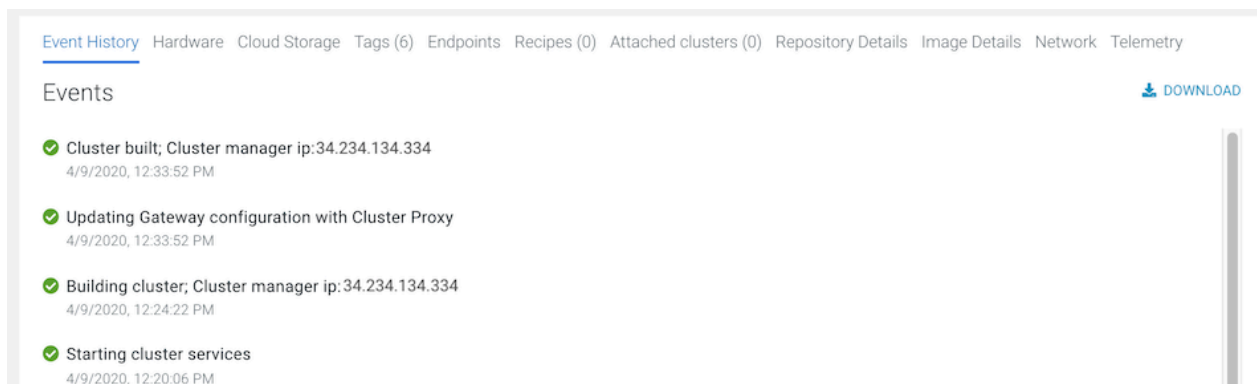 Event History Hardware Cloud Storage Tags (6) Endpoints Recipes (0) Attached clusters (0) Repository Details Image Details Network Telemetry
Events
DOWNLOAD
Cluster built; Cluster manager ip:34.234.134.334
4/9/2020, 12:33:52 PM
Updating Gateway configuration with Cluster Proxy
4/9/2020, 12:33:52 PM
Building cluster; Cluster manager ip:34.234.134.334
4/9/2020, 12:24:22 PM
Starting cluster services
4/9/2020, 12:20:06 PM